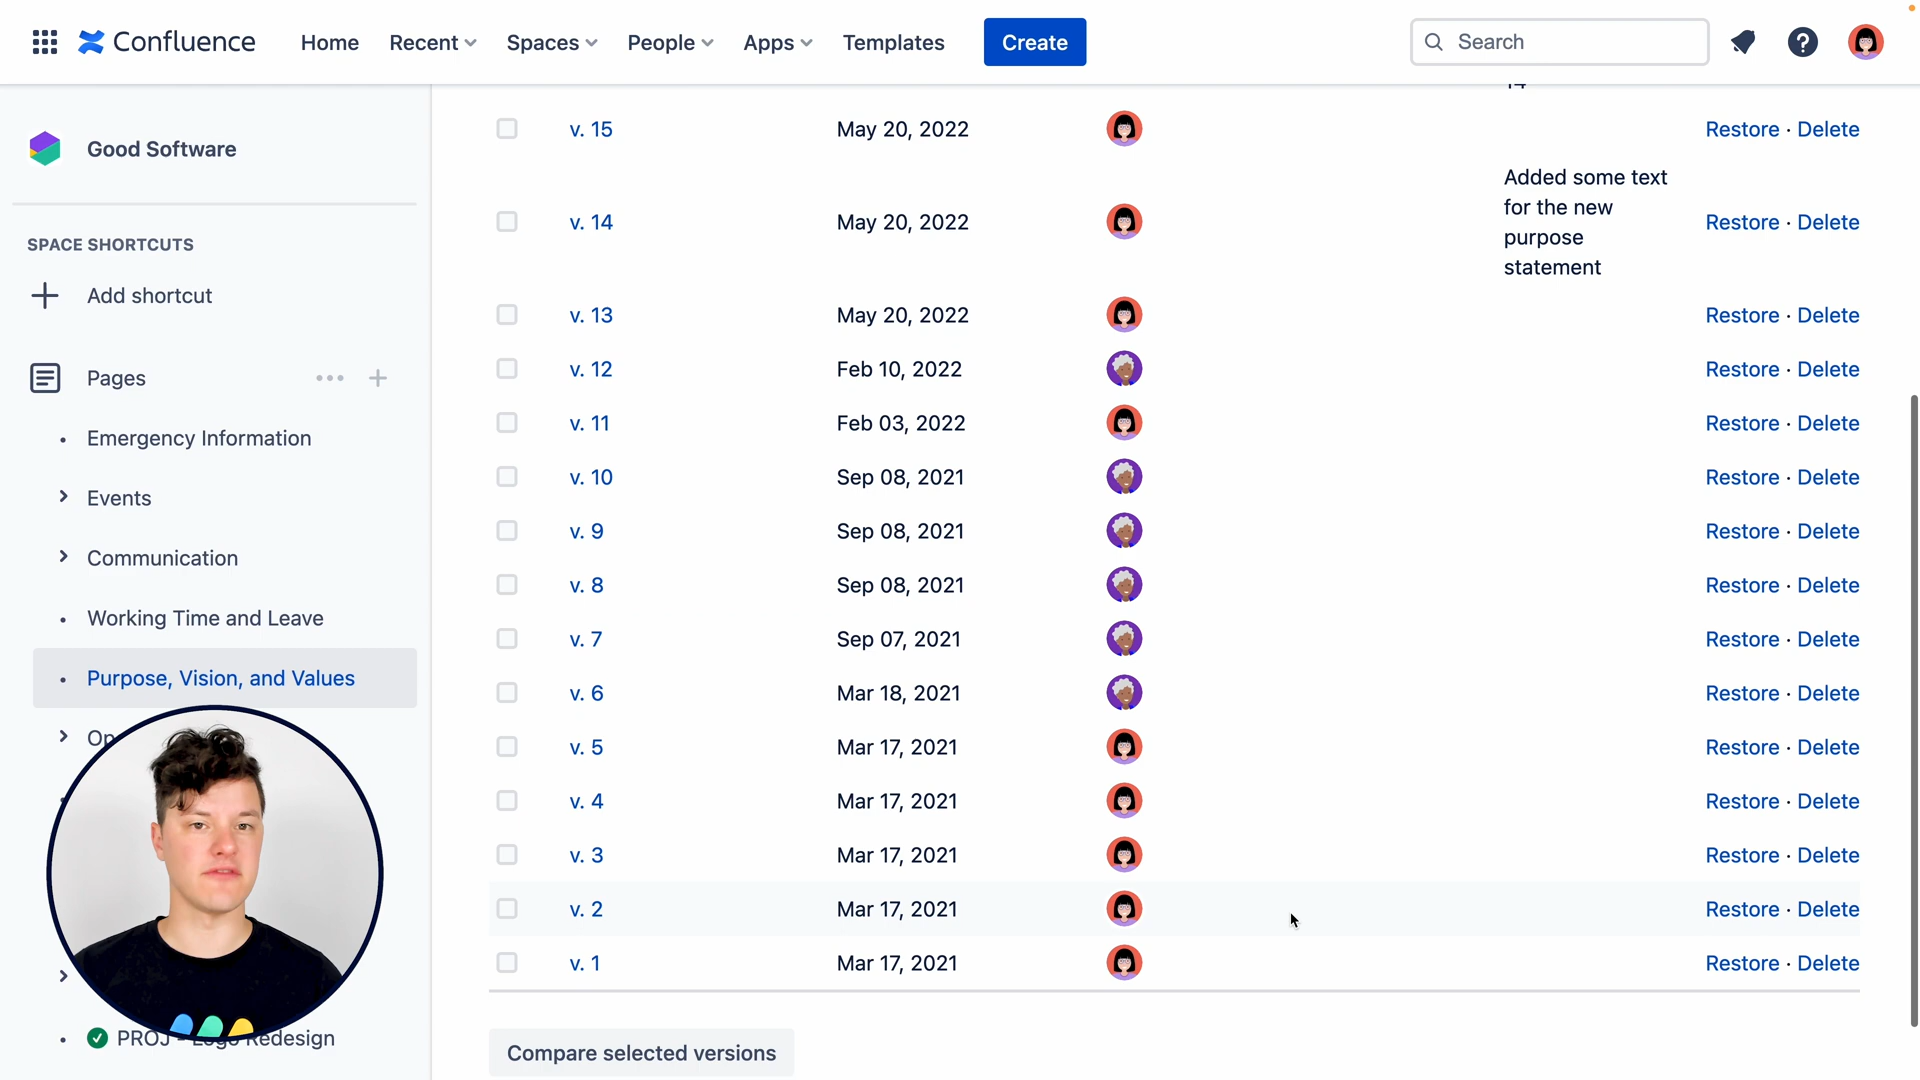 Confluence Home Recent Spaces People Apps Templates Create Search
Good Software
SPACE SHORTCUTS
Add shortcut
Pages
Emergency Information
Events
Communication
Working Time and Leave
Purpose, Vision, and Values
Op
PROJ - Logo Redesign
v. 15 May 20, 2022 Restore · Delete
v. 14 May 20, 2022 Added some text
for the new
purpose
statement
Restore · Delete
v. 13 May 20, 2022 Restore · Delete
v. 12 Feb 10, 2022 Restore · Delete
v. 11 Feb 03, 2022 Restore · Delete
v. 10 Sep 08, 2021 Restore · Delete
v. 9 Sep 08, 2021 Restore · Delete
v. 8 Sep 08, 2021 Restore · Delete
v. 7 Sep 07, 2021 Restore · Delete
v. 6 Mar 18, 2021 Restore · Delete
v. 5 Mar 17, 2021 Restore · Delete
v. 4 Mar 17, 2021 Restore · Delete
v. 3 Mar 17, 2021 Restore · Delete
v. 2 Mar 17, 2021 Restore · Delete
v. 1 Mar 17, 2021 Restore · Delete
Compare selected versions